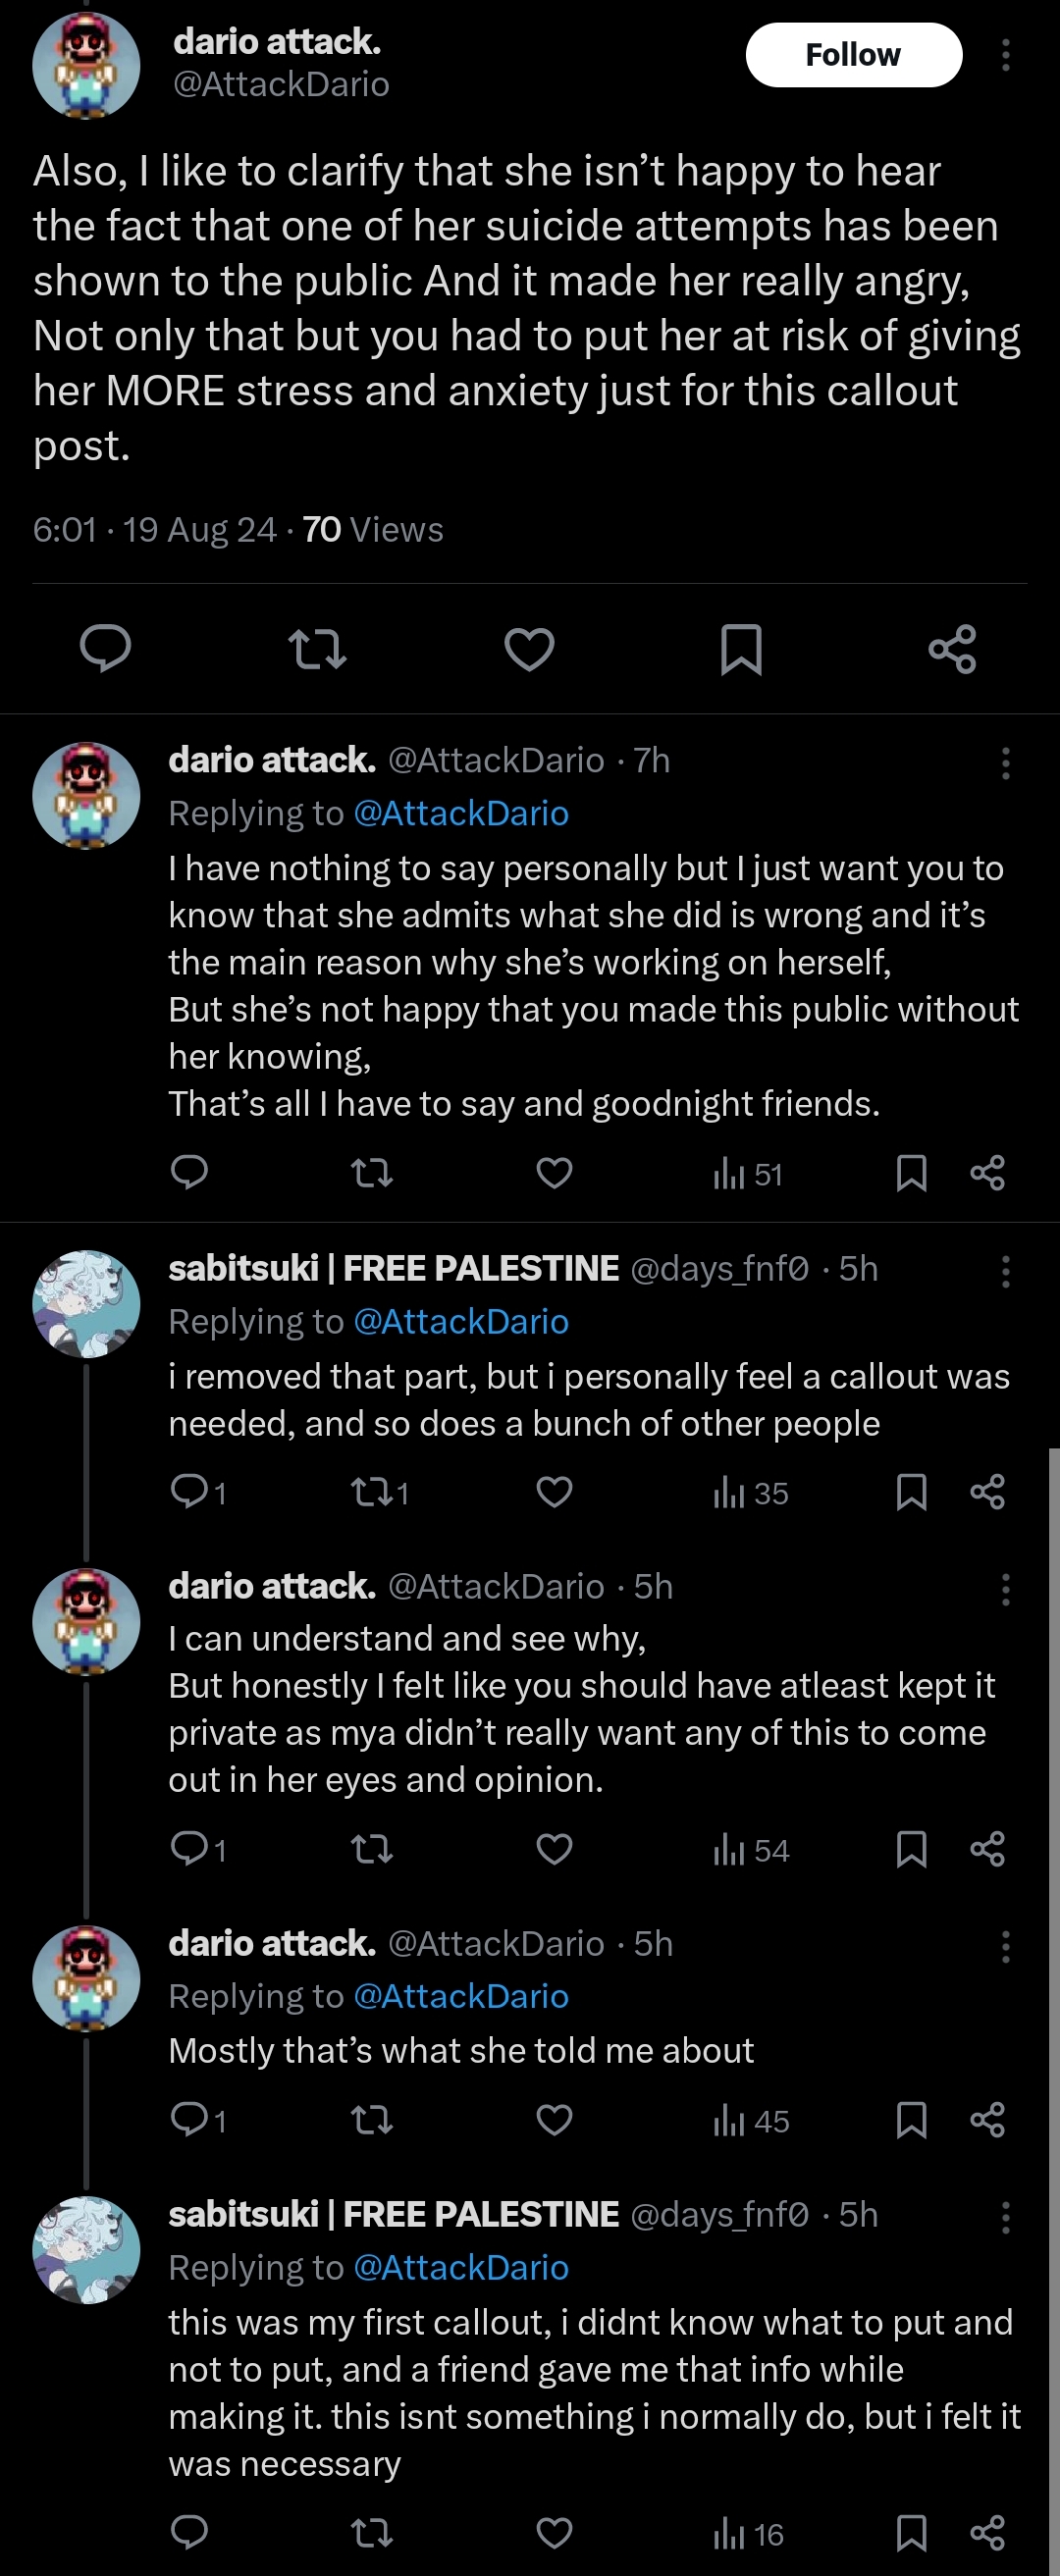 dario attack.
@AttackDario
Follow
Also, I like to clarify that she isn't happy to hear
the fact that one of her suicide attempts has been
shown to the public And it made her really angry,
Not only that but you had to put her at risk of giving
her MORE stress and anxiety just for this callout
post.
6:01 · 19 Aug 24 · 70 Views
dario attack. @AttackDario · 7h
Replying to @AttackDario
I have nothing to say personally but I just want you to
know that she admits what she did is wrong and it's
the main reason why she's working on herself,
But she's not happy that you made this public without
her knowing,
That's all I have to say and goodnight friends.
51
sabitsuki | FREE PALESTINE @days_fnf0 · 5h
Replying to @AttackDario
i removed that part, but i personally feel a callout was
needed, and so does a bunch of other people
1 1 35
dario attack. @AttackDario · 5h
I can understand and see why,
But honestly I felt like you should have atleast kept it
private as mya didn't really want any of this to come
out in her eyes and opinion.
1 54
dario attack. @AttackDario · 5h
Replying to @AttackDario
Mostly that's what she told me about
1 45
sabitsuki | FREE PALESTINE @days_fnf0 · 5h
Replying to @AttackDario
this was my first callout, i didnt know what to put and
not to put, and a friend gave me that info while
making it. this isnt something i normally do, but i felt it
was necessary
16